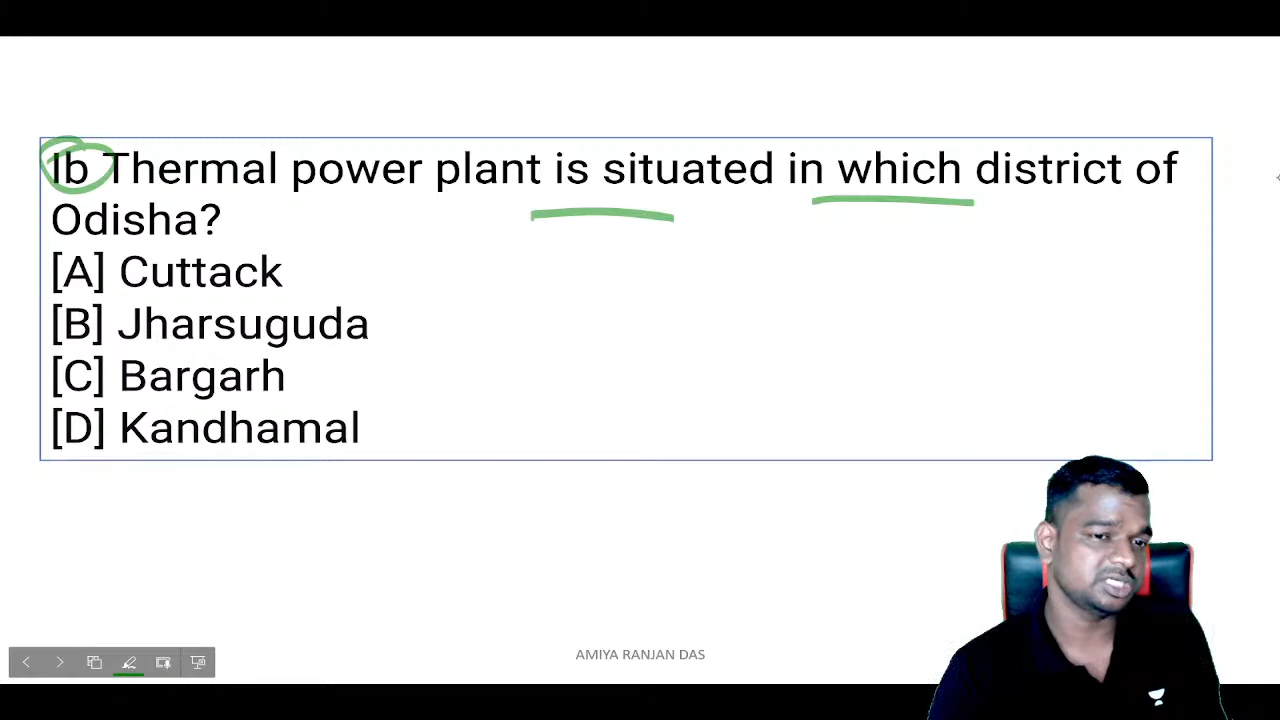 Ib Thermal power plant is situated in which district of
Odisha?
[A] Cuttack
[B] Jharsuguda
[C] Bargarh
[D] Kandhamal
AMIYA RANJAN DAS